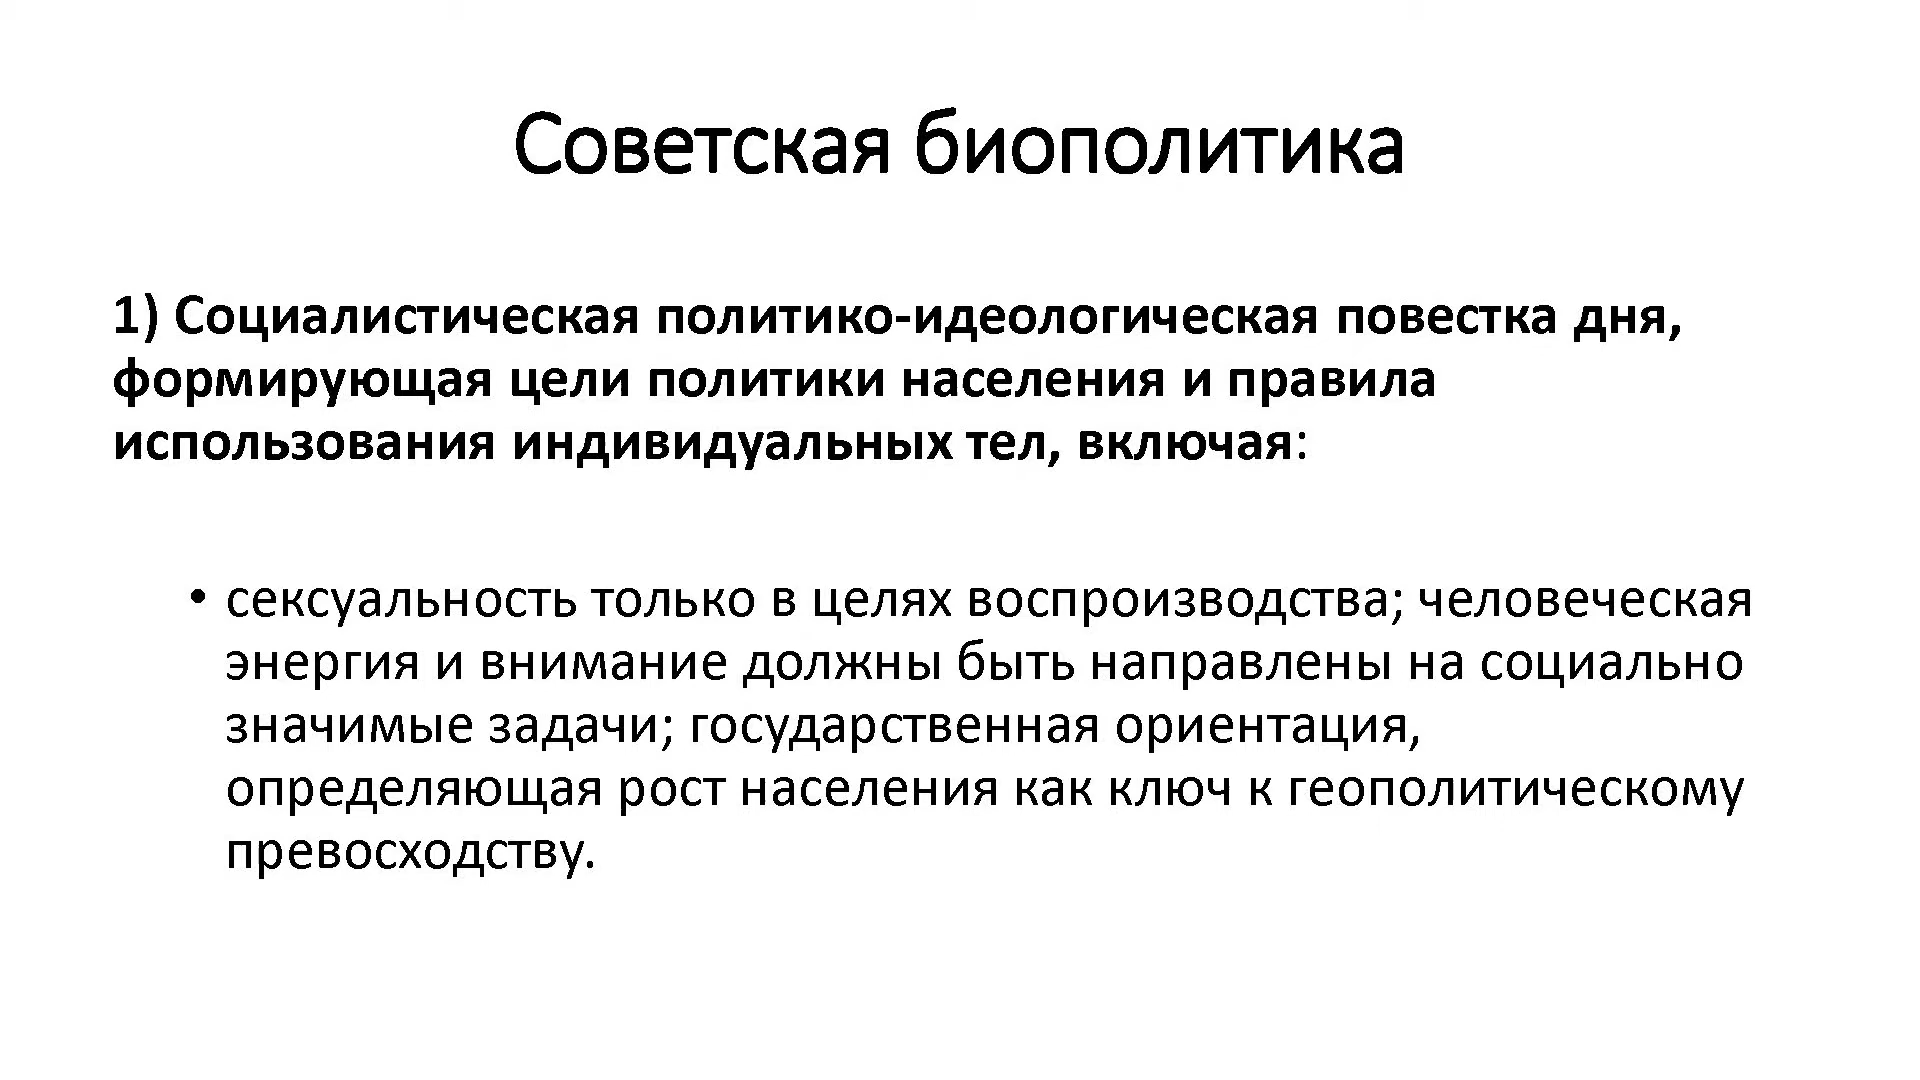 Советская биополитика
1) Социалистическая политико-идеологическая повестка дня,
формирующая цели политики населения и правила
использования индивидуальных тел, включая:
• сексуальность только в целях воспроизводства; человеческая
энергия и внимание должны быть направлены на социально
значимые задачи; государственная ориентация,
определяющая рост населения как ключ к геополитическому
превосходству.